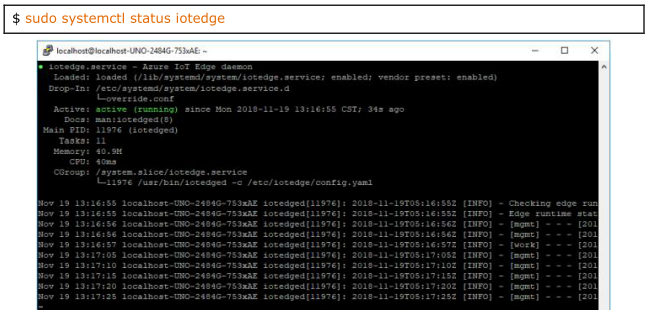 $ sudo systemctl status iotedge
localhost@localhost-UNO-2484G-753xAE: ~
● iotedge.service - Azure IoT Edge daemon
Loaded: loaded (/lib/systemd/system/iotedge.service; enabled; vendor preset: enabled)
Drop-In: /etc/systemd/system/iotedge.service.d
└─override.conf
Active: active (running) since Mon 2018-11-19 13:16:55 CST; 34s ago
Docs: man:iotedged(8)
Main PID: 11976 (iotedged)
Tasks: 11
Memory: 40.9M
CPU: 40ms
CGroup: /system.slice/iotedge.service
└─11976 /usr/bin/iotedged -c /etc/iotedge/config.yaml
Nov 19 13:16:55 localhost-UNO-2484G-753xAE iotedged[11976]: 2018-11-19T05:16:55Z [INFO] - Checking edge run
Nov 19 13:16:55 localhost-UNO-2484G-753xAE iotedged[11976]: 2018-11-19T05:16:55Z [INFO] - Edge runtime stat
Nov 19 13:16:56 localhost-UNO-2484G-753xAE iotedged[11976]: 2018-11-19T05:16:56Z [INFO] - [mgmt] - - - [201
Nov 19 13:16:56 localhost-UNO-2484G-753xAE iotedged[11976]: 2018-11-19T05:16:56Z [INFO] - [mgmt] - - - [201
Nov 19 13:16:57 localhost-UNO-2484G-753xAE iotedged[11976]: 2018-11-19T05:16:57Z [INFO] - [work] - - - [201
Nov 19 13:17:05 localhost-UNO-2484G-753xAE iotedged[11976]: 2018-11-19T05:17:05Z [INFO] - [mgmt] - - - [201
Nov 19 13:17:10 localhost-UNO-2484G-753xAE iotedged[11976]: 2018-11-19T05:17:10Z [INFO] - [mgmt] - - - [201
Nov 19 13:17:15 localhost-UNO-2484G-753xAE iotedged[11976]: 2018-11-19T05:17:15Z [INFO] - [mgmt] - - - [201
Nov 19 13:17:20 localhost-UNO-2484G-753xAE iotedged[11976]: 2018-11-19T05:17:20Z [INFO] - [mgmt] - - - [201
Nov 19 13:17:25 localhost-UNO-2484G-753xAE iotedged[11976]: 2018-11-19T05:17:25Z [INFO] - [mgmt] - - - [201